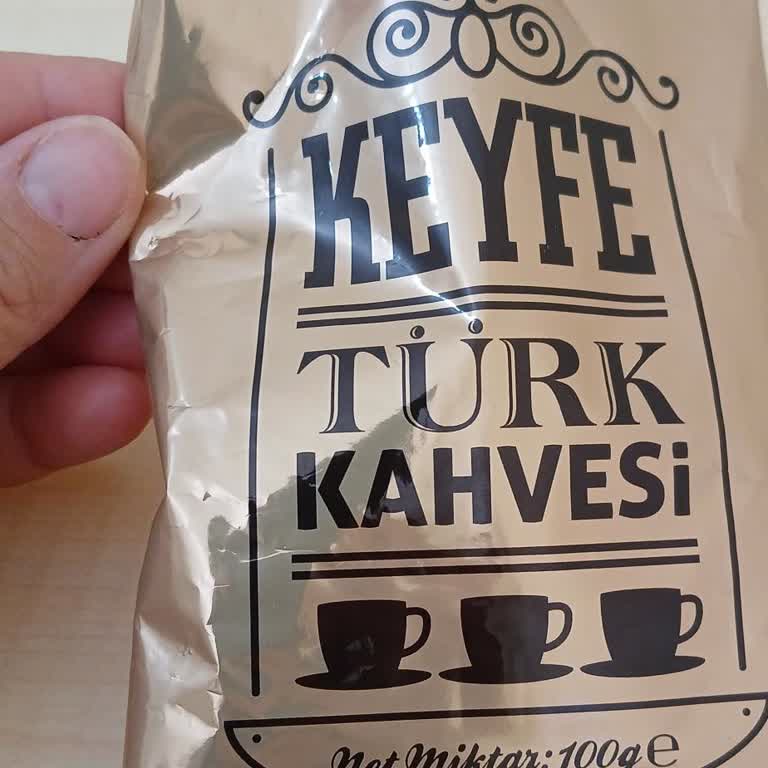 KEYFE
TÜRK
KAHVESi
Net Miktar: 100g e